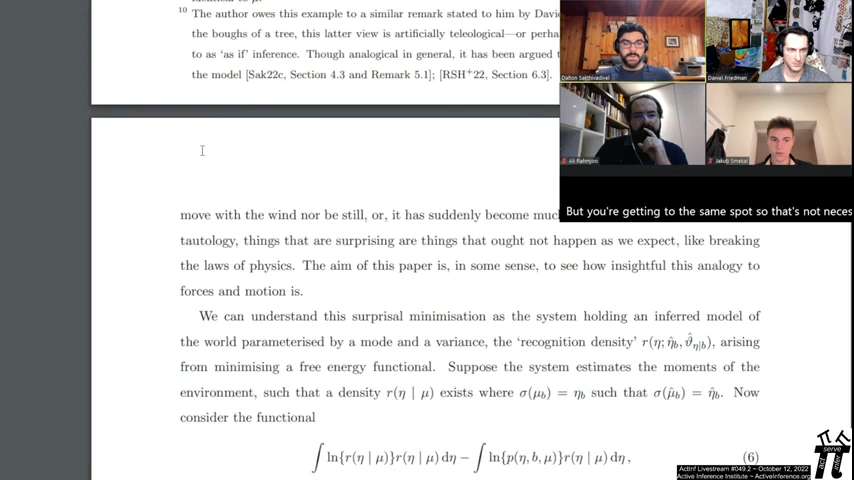 ¹⁰ The author owes this example to a similar remark stated to him by
the boughs of a tree, this latter view is artificially teleological—or
to as 'as if' inference. Though analogical in general, it has been argued
the model [Sak22c, Section 4.3 and Remark 5.1]; [RSH⁺22, Section 6.3].
move with the wind nor be still, or, it has suddenly become
tautology, things that are surprising are things that ought not happen as we expect, like breaking
the laws of physics. The aim of this paper is, in some sense, to see how insightful this analogy to
forces and motion is.
We can understand this surprisal minimisation as the system holding an inferred model of
the world parameterised by a mode and a variance, the 'recognition density' r(η; η̂_b, ϑ̂_{η|b}), arising
from minimising a free energy functional. Suppose the system estimates the moments of the
environment, such that a density r(η | μ) exists where σ(μ_b) = η_b such that σ(μ̂_b) = η̂_b. Now
consider the functional
∫ ln{r(η | μ)}r(η | μ) dη − ∫ ln{p(η, b, μ)}r(η | μ) dη, (6)
Dalton Sakthivadivel
Daniel Friedman
Ali Rahmjoo
Jakub Smekal
But you're getting to the same spot so that's not neces
serve
act
infer
ActInf Livestream #049.2 ~ October 12, 2022
Active Inference Institute ~ ActiveInference.org